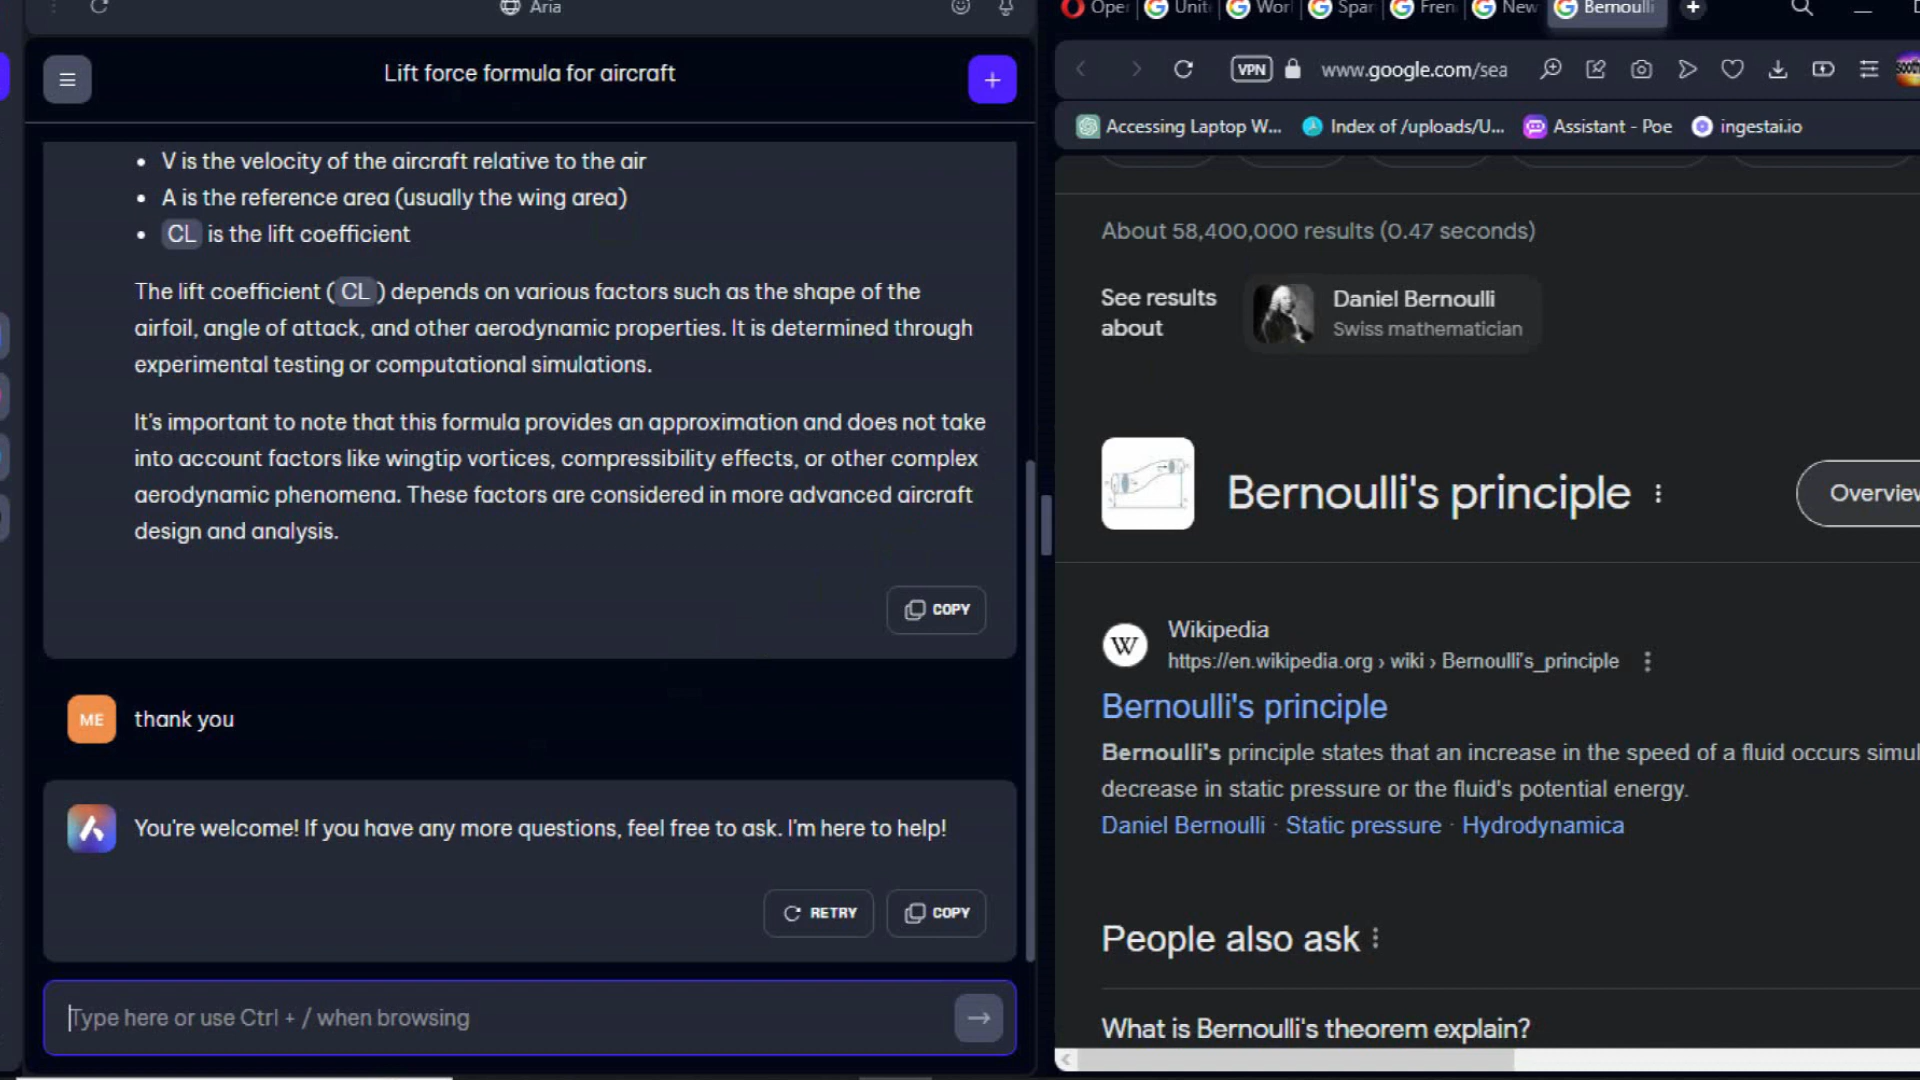 Aria
Lift force formula for aircraft
V is the velocity of the aircraft relative to the air
A is the reference area (usually the wing area)
CL is the lift coefficient
The lift coefficient (CL) depends on various factors such as the shape of the
airfoil, angle of attack, and other aerodynamic properties. It is determined through
experimental testing or computational simulations.
It's important to note that this formula provides an approximation and does not take
into account factors like wingtip vortices, compressibility effects, or other complex
aerodynamic phenomena. These factors are considered in more advanced aircraft
design and analysis.
COPY
ME thank you
You're welcome! If you have any more questions, feel free to ask. I'm here to help!
RETRY COPY
Type here or use Ctrl + / when browsing
Oper Unit Worl Span Fren New Bernoulli
VPN www.google.com/sea
Accessing Laptop W... Index of /uploads/U... Assistant - Poe ingestai.io
About 58,400,000 results (0.47 seconds)
See results
about
Daniel Bernoulli
Swiss mathematician
Bernoulli's principle
Overview
W Wikipedia
https://en.wikipedia.org › wiki › Bernoulli's_principle
Bernoulli's principle
Bernoulli's principle states that an increase in the speed of a fluid occurs simul
decrease in static pressure or the fluid's potential energy.
Daniel Bernoulli · Static pressure · Hydrodynamica
People also ask
What is Bernoulli's theorem explain?